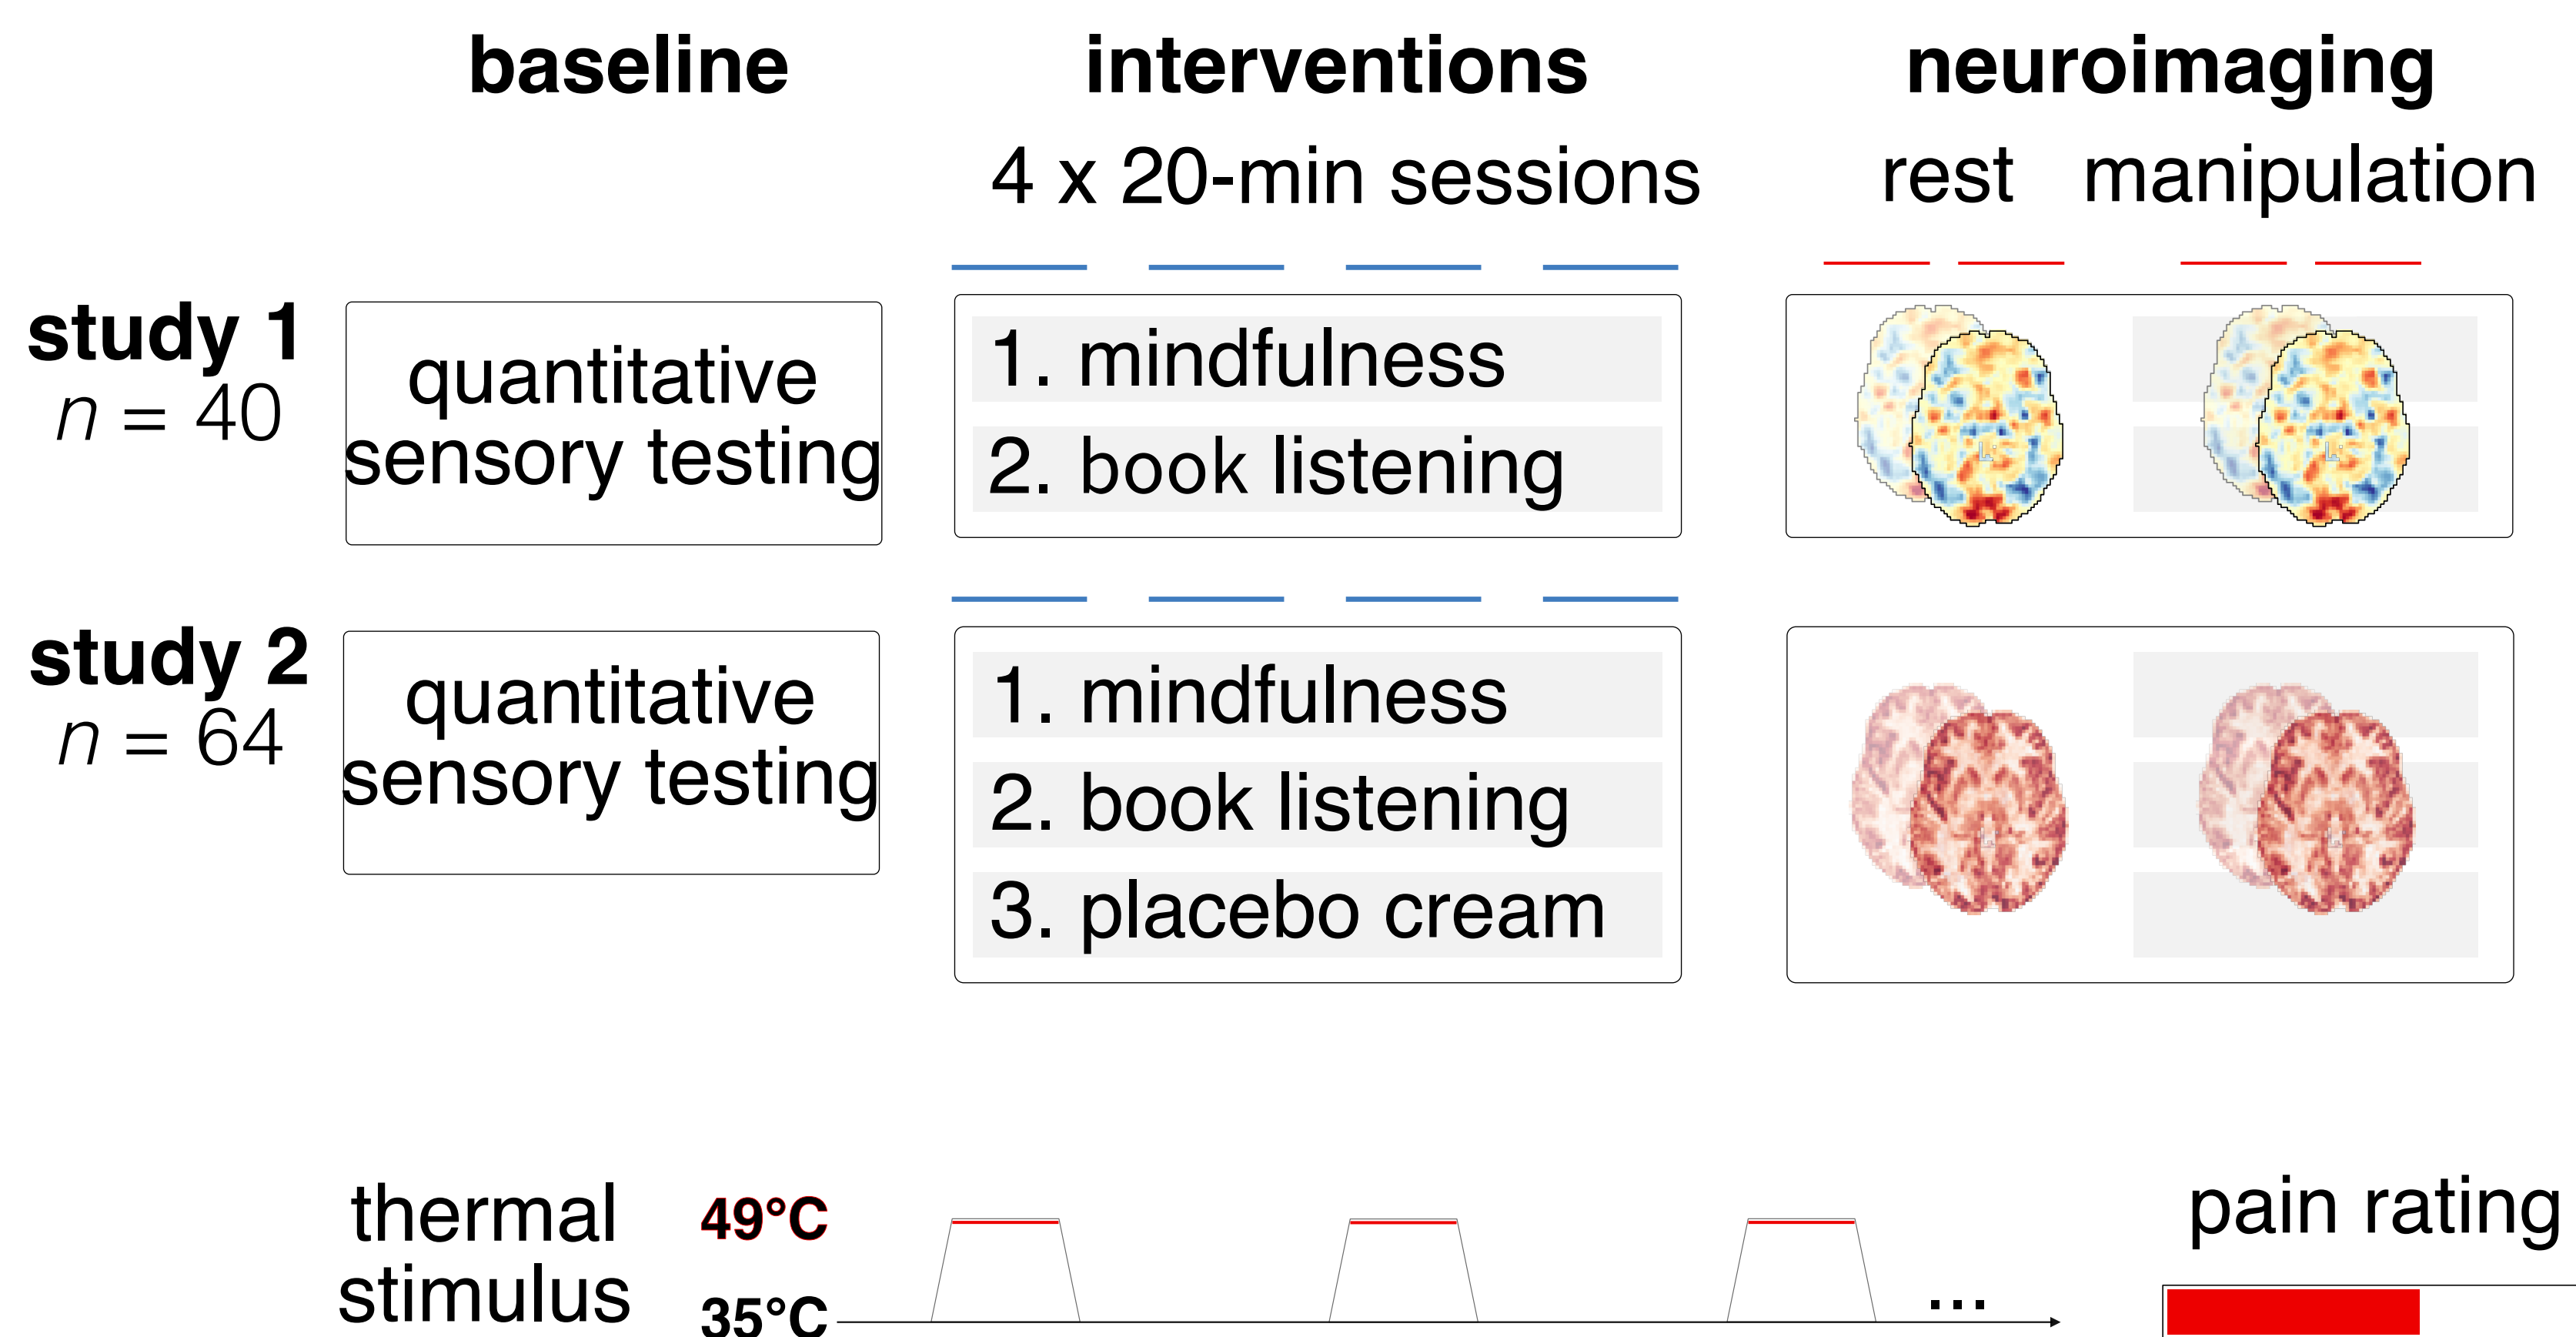 baseline
interventions
neuroimaging
4 x 20-min sessions
rest
manipulation
study 1
n = 40
quantitative
sensory testing
1. mindfulness
2. book listening
study 2
n = 64
quantitative
sensory testing
1. mindfulness
2. book listening
3. placebo cream
thermal
stimulus
49°C
35°C
...
pain rating